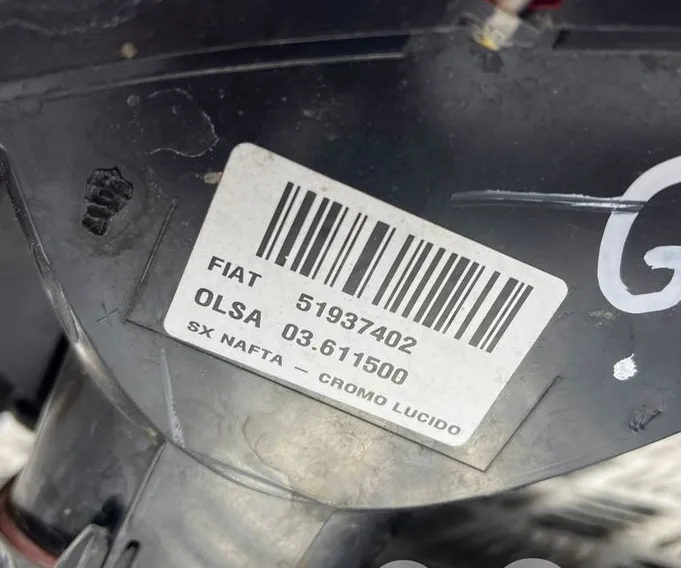 FIAT 51937402
OLSA 03.611500
SX NAFTA – CROMO LUCIDO
G